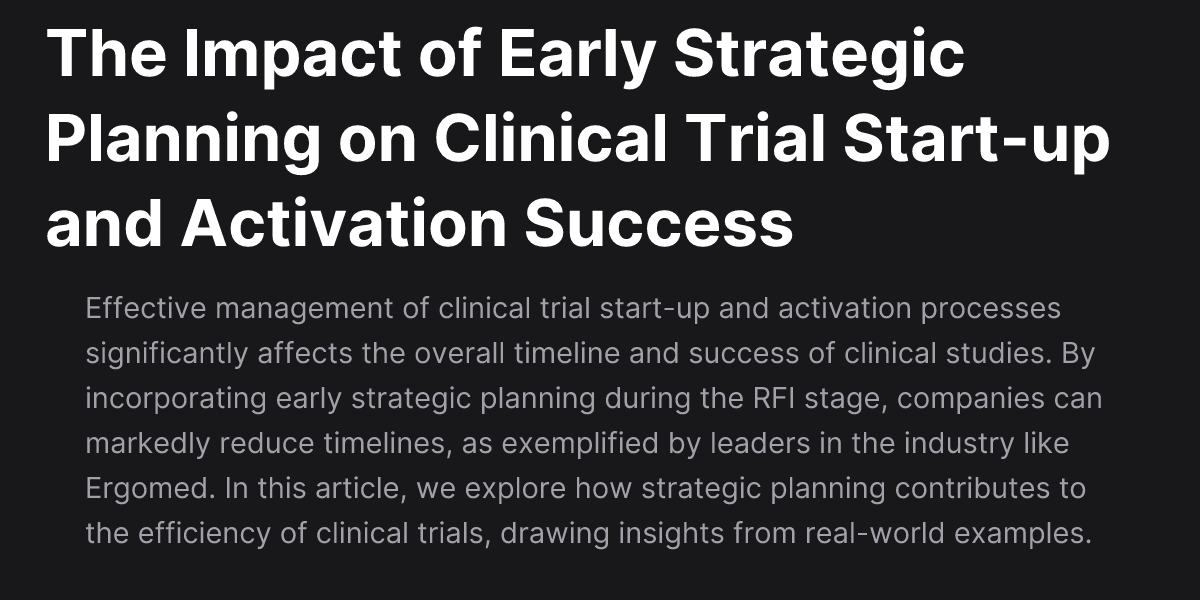 The Impact of Early Strategic
Planning on Clinical Trial Start-up
and Activation Success
Effective management of clinical trial start-up and activation processes
significantly affects the overall timeline and success of clinical studies. By
incorporating early strategic planning during the RFI stage, companies can
markedly reduce timelines, as exemplified by leaders in the industry like
Ergomed. In this article, we explore how strategic planning contributes to
the efficiency of clinical trials, drawing insights from real-world examples.